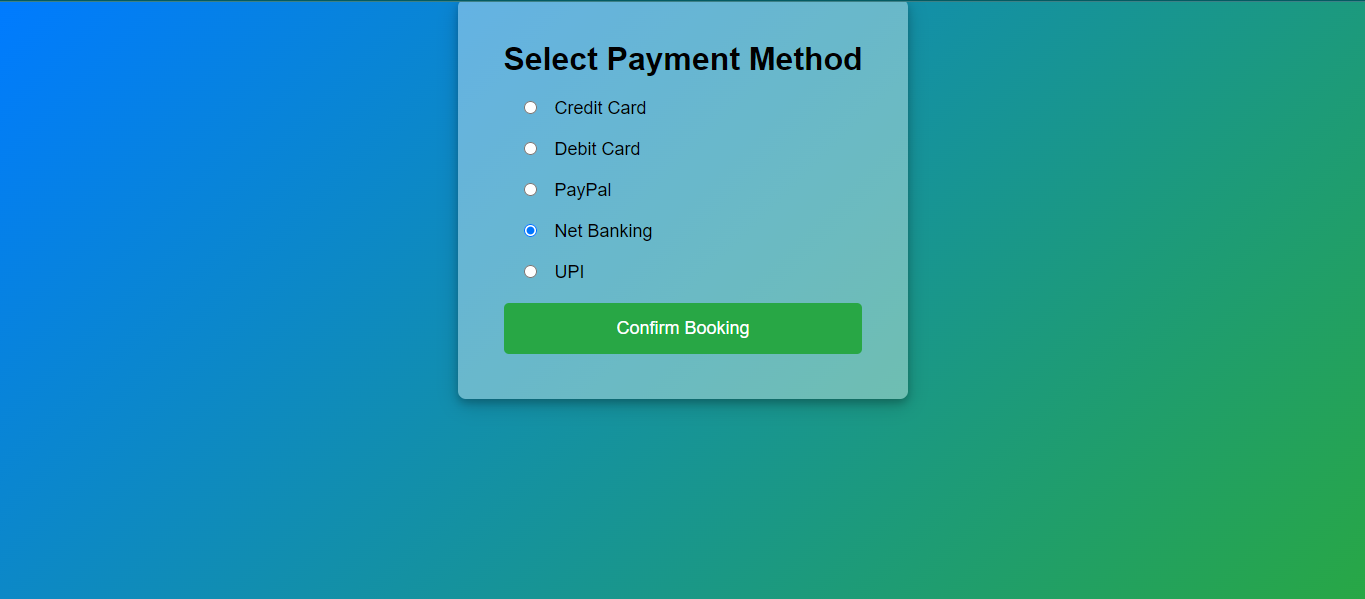 Select Payment Method
Credit Card
Debit Card
PayPal
Net Banking
UPI
Confirm Booking